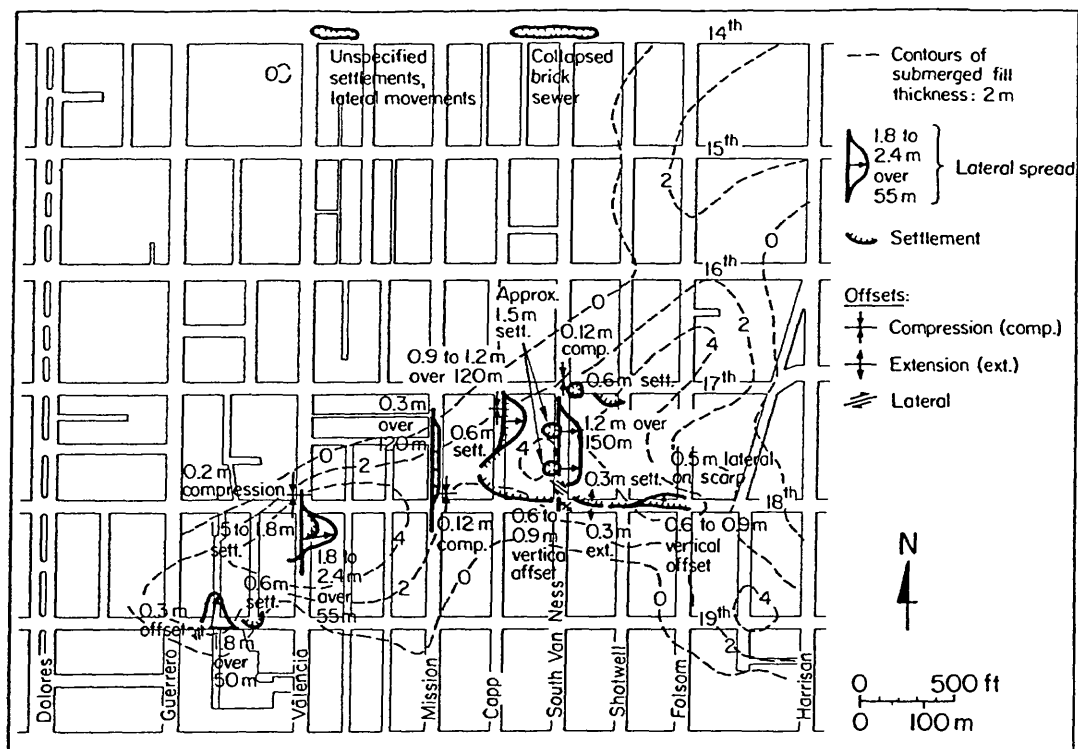 14th
Unspecified
settlements,
lateral movements
Collapsed
brick
sewer
15th
2
0
16th
Approx.
1.5 m
sett.
0
0.12 m
comp.
2
4
0.9 to 1.2 m
over 120 m
0.6 m sett.
17th
0.3 m
over
120 m
0.6 m
sett.
4
1.2 m over
150 m
0
2
0.2 m
compression
0.3 m sett.
0.5 m lateral
on scarp
18th
1.5 to 1.8 m
sett.
4
0.12 m
comp.
0.6 to
0.9 m
vertical
offset
0.3 m
ext.
0.6 to 0.9 m
vertical
offset
1.8 to
2.4 m
over
55 m
2
0
0
0.6 m
sett.
0.3 m
offset
1.8 m
over
50 m
4
19th
2
Dolores
Guerrero
Valencia
Mission
Capp
South Van Ness
Shotwell
Folsom
Harrison
Contours of
submerged fill
thickness: 2 m
1.8 to
2.4 m
over
55 m
Lateral spread
Settlement
Offsets:
Compression (comp.)
Extension (ext.)
Lateral
N
0 500 ft
0 100 m